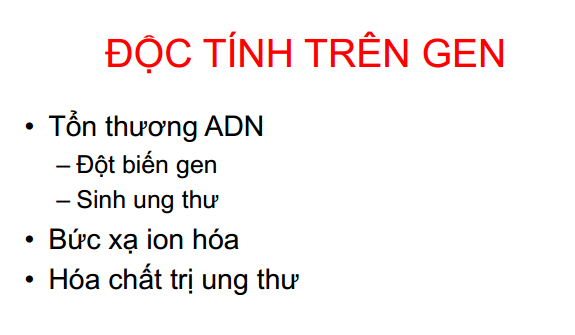 ĐỘC TÍNH TRÊN GEN
• Tổn thương ADN
– Đột biến gen
– Sinh ung thư
• Bức xạ ion hóa
• Hóa chất trị ung thư